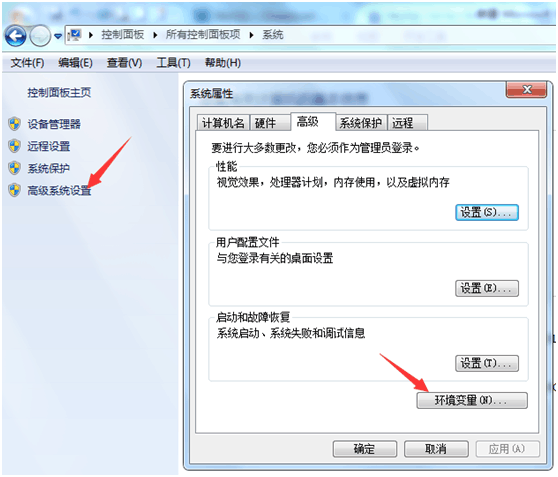 控制面板 所有控制面板项 系统
文件(F) 编辑(E) 查看(V) 工具(T) 帮助(H)
控制面板主页
设备管理器
远程设置
系统保护
高级系统设置
系统属性
计算机名 硬件 高级 系统保护 远程
要进行大多数更改，您必须作为管理员登录。
性能
视觉效果，处理器计划，内存使用，以及虚拟内存
设置(S)...
用户配置文件
与您登录有关的桌面设置
设置(E)...
启动和故障恢复
系统启动、系统失败和调试信息
设置(T)...
环境变量(N)...
确定 取消 应用(A)